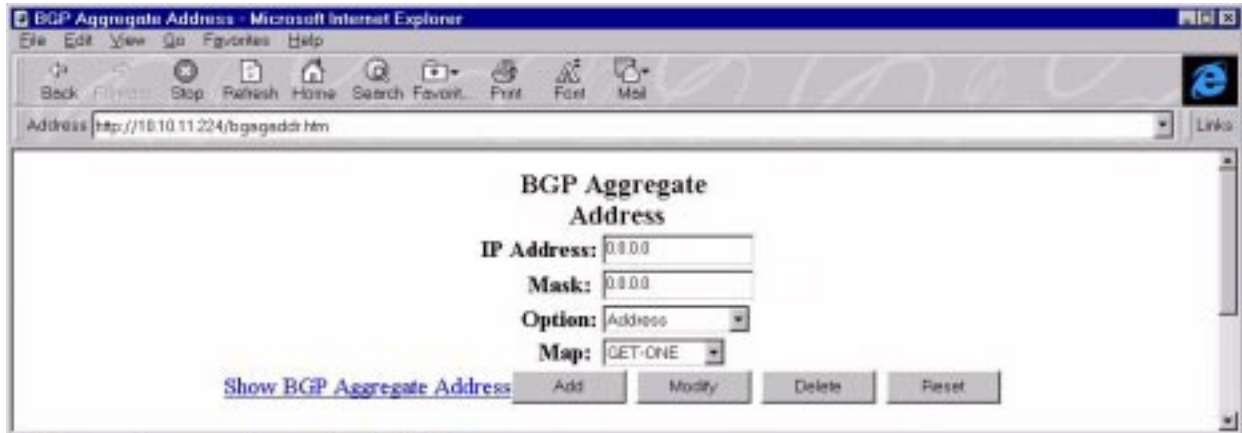 BGP Aggregate Address - Microsoft Internet Explorer
File Edit View Go Favorites Help
Back Forward Stop Refresh Home Search Favorit... Print Font Mail
Address http://10.10.11.224/bgagaddr.htm Links
BGP Aggregate
Address
IP Address: 0.0.0.0
Mask: 0.0.0.0
Option: Address
Map: GET-ONE
Show BGP Aggregate Address Add Modify Delete Reset